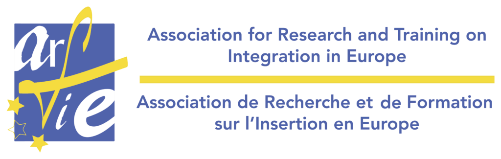 arfie
Association for Research and Training on
Integration in Europe
Association de Recherche et de Formation
sur l'Insertion en Europe